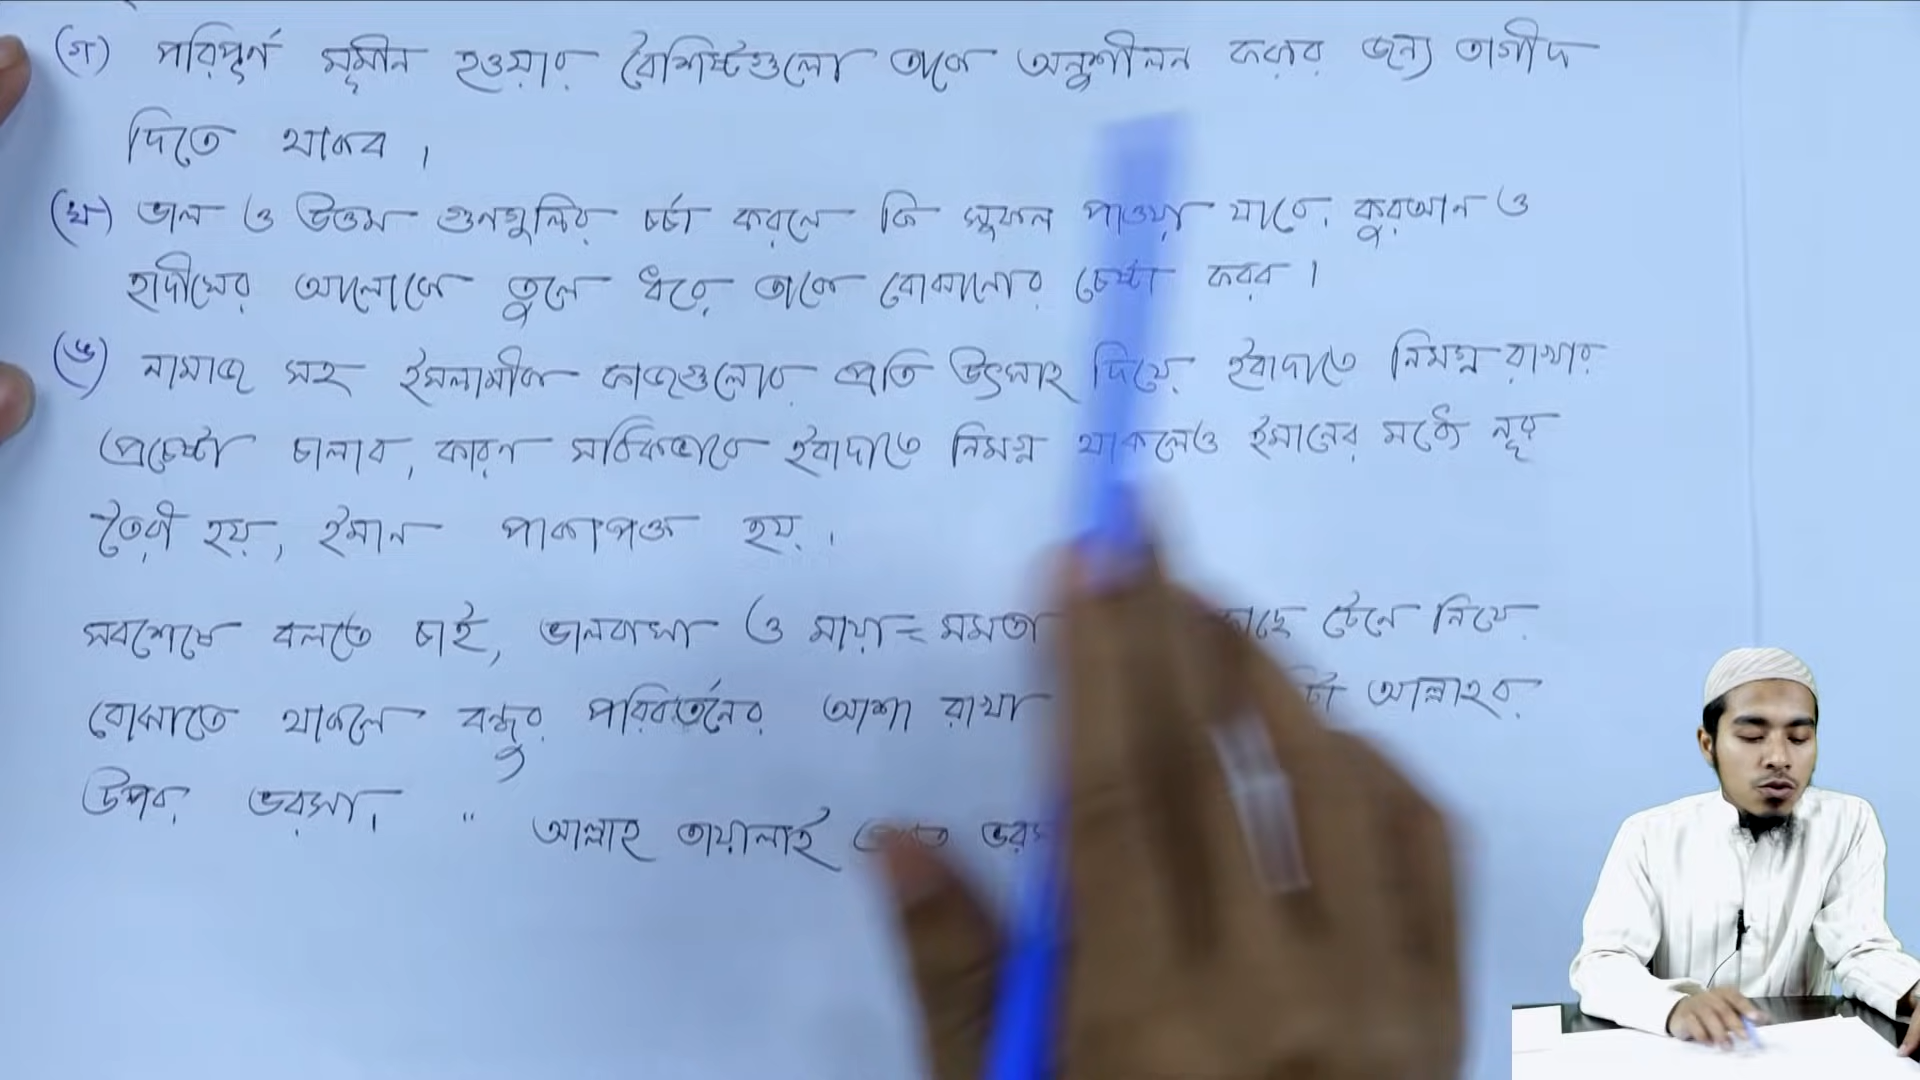 (গ) পরিপূর্ণ মুমীন হওয়ার বৈশিষ্টগুলো তাকে অনুশীলন করার জন্য তাগীদ
দিতে থাকব ।
(ঘ) ভাল ও উত্তম গুনগুলির চর্চা করলে কি সুফল পাওয়া যাবে, কুরআন ও
হাদীসের আলোকে তুলে ধরে তাকে বোঝানোর চেষ্টা করব ।
(ঙ) নামাজ সহ ইসলামীক কাজগুলোর প্রতি উৎসাহ দিয়ে ইবাদাতে নিমগ্ন রাখার
প্রচেষ্টা চালাব, কারণ সঠিকভাবে ইবাদাতে নিমগ্ন থাকলেও ইমানের মধ্যে নূর
তৈরী হয়, ইমান পাকাপক্ত হয় ।
সবশেষে বলতে চাই, ভালবাসা ও মায়া-মমতা কাছে টেনে নিয়ে
বোঝাতে থাকলে বন্ধুর পরিবর্তনের আশা রাখা আল্লাহর
উপর ভরসা । " আল্লাহ তায়ালাই